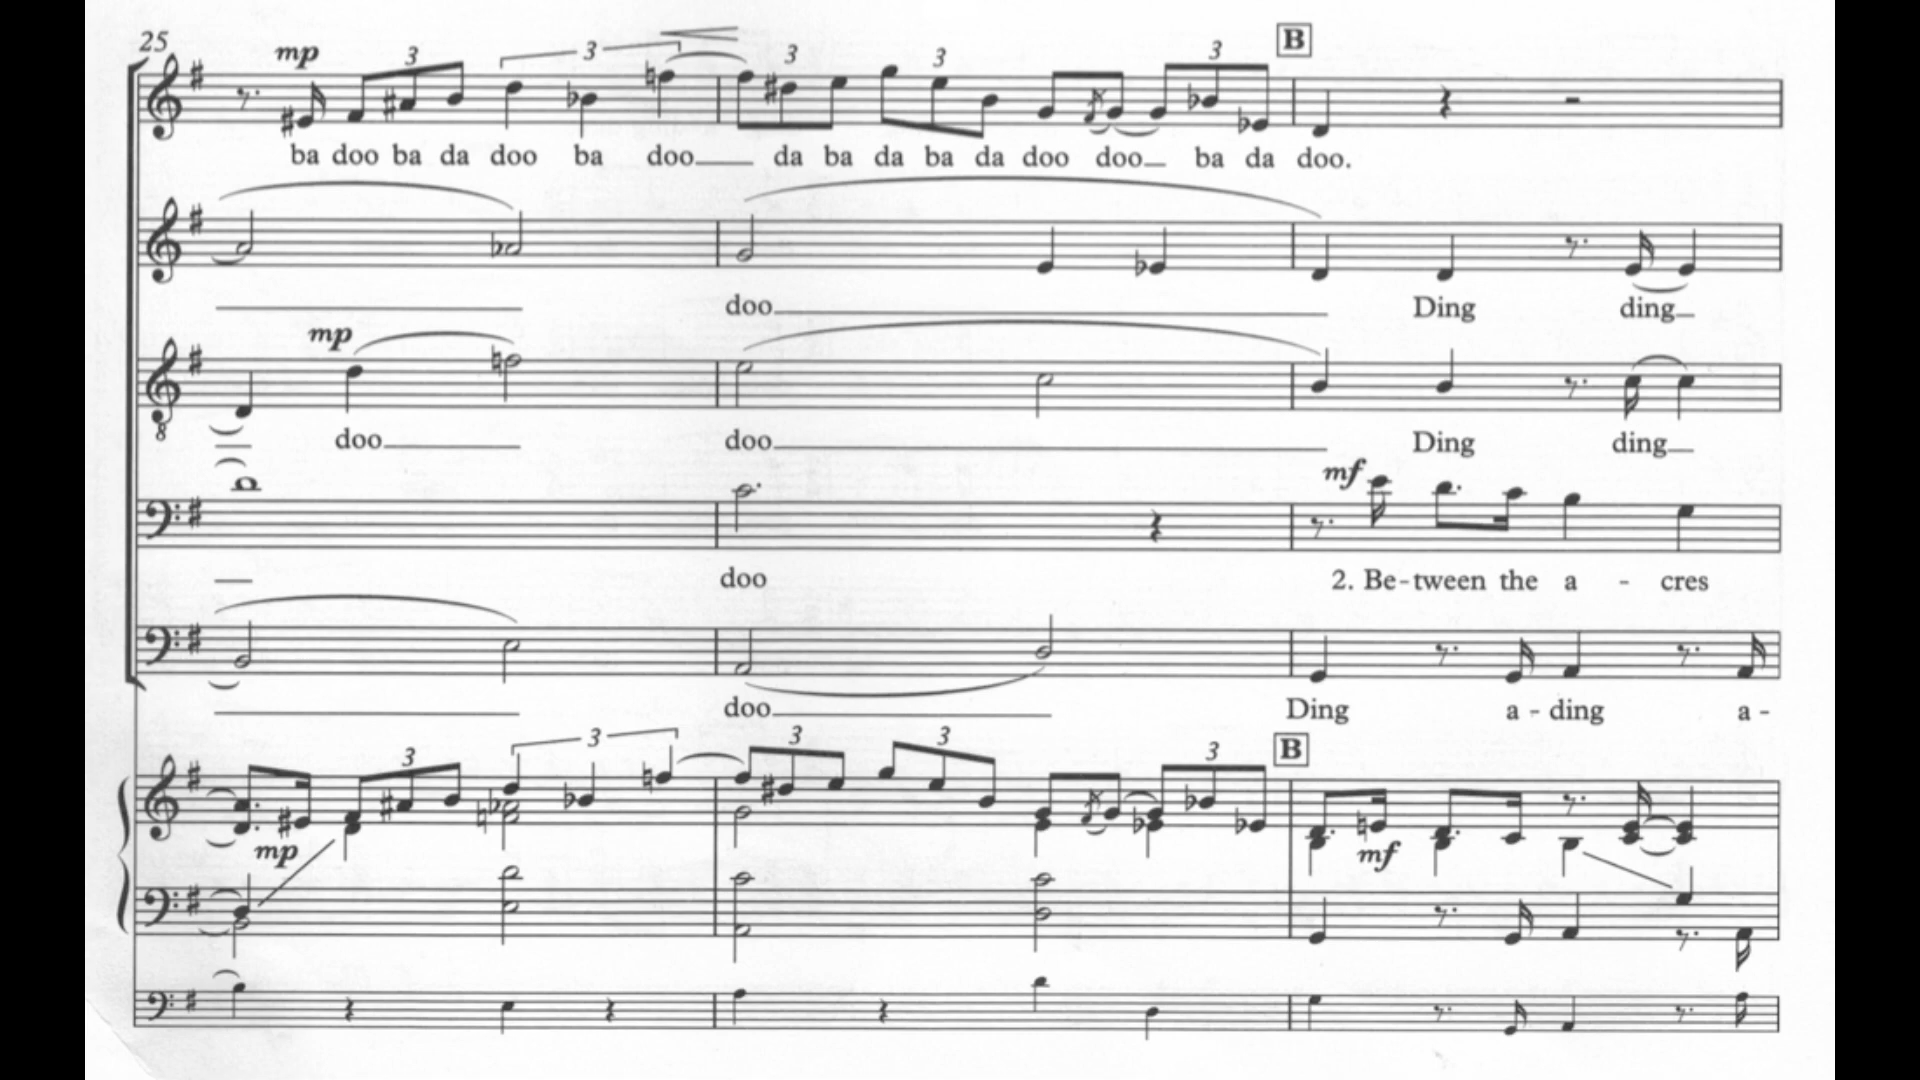 25
mp 3 3 3 3 3 B
ba doo ba da doo ba doo da ba da ba da doo doo ba da doo.
doo Ding ding
mp
8
doo doo Ding ding
mf
doo 2. Be-tween the a - cres
doo Ding a - ding a -
3 3 3 3 3 B
mp mf